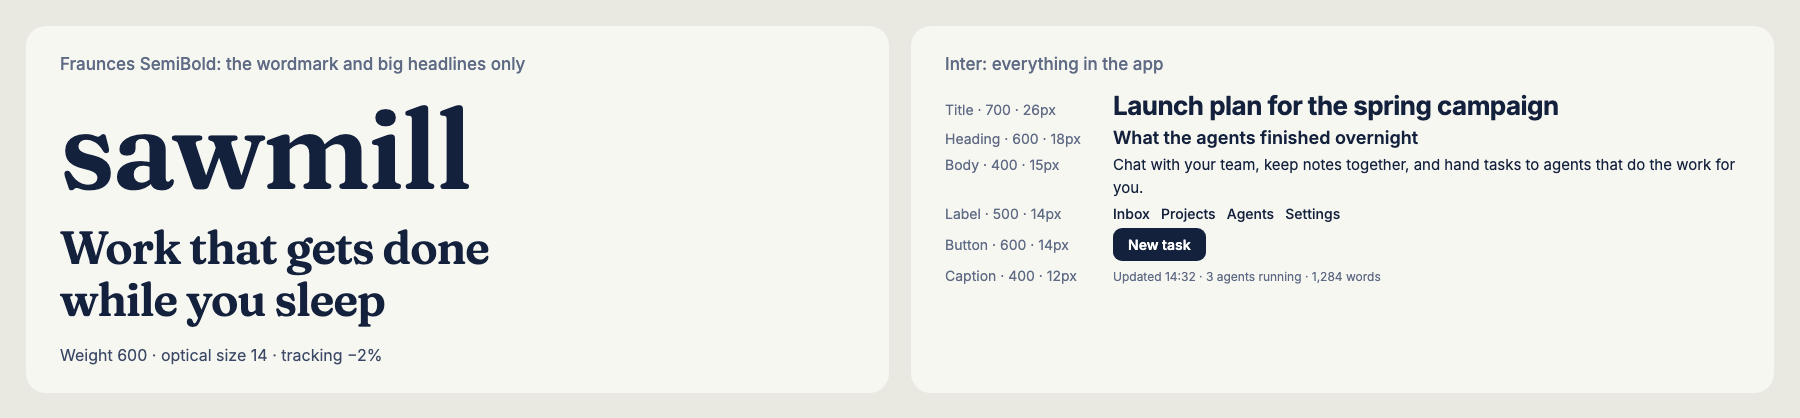 Fraunces SemiBold: the wordmark and big headlines only
sawmill
Work that gets done
while you sleep
Weight 600 · optical size 14 · tracking −2%
Inter: everything in the app
Title · 700 · 26px Launch plan for the spring campaign
Heading · 600 · 18px What the agents finished overnight
Body · 400 · 15px Chat with your team, keep notes together, and hand tasks to agents that do the work for
you.
Label · 500 · 14px Inbox Projects Agents Settings
Button · 600 · 14px New task
Caption · 400 · 12px Updated 14:32 · 3 agents running · 1,284 words